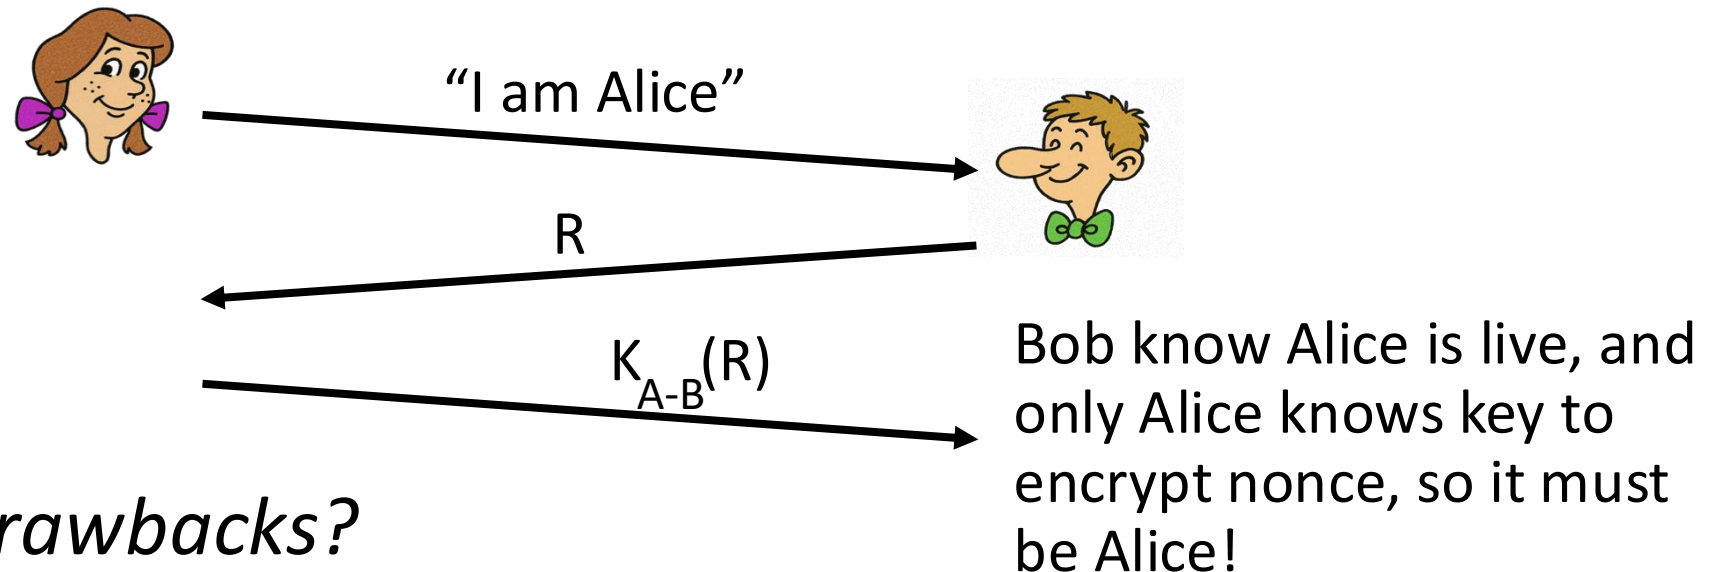 “I am Alice”
R
K
A-B
(R)
Bob know Alice is live, and
only Alice knows key to
encrypt nonce, so it must
be Alice!
rawbacks?